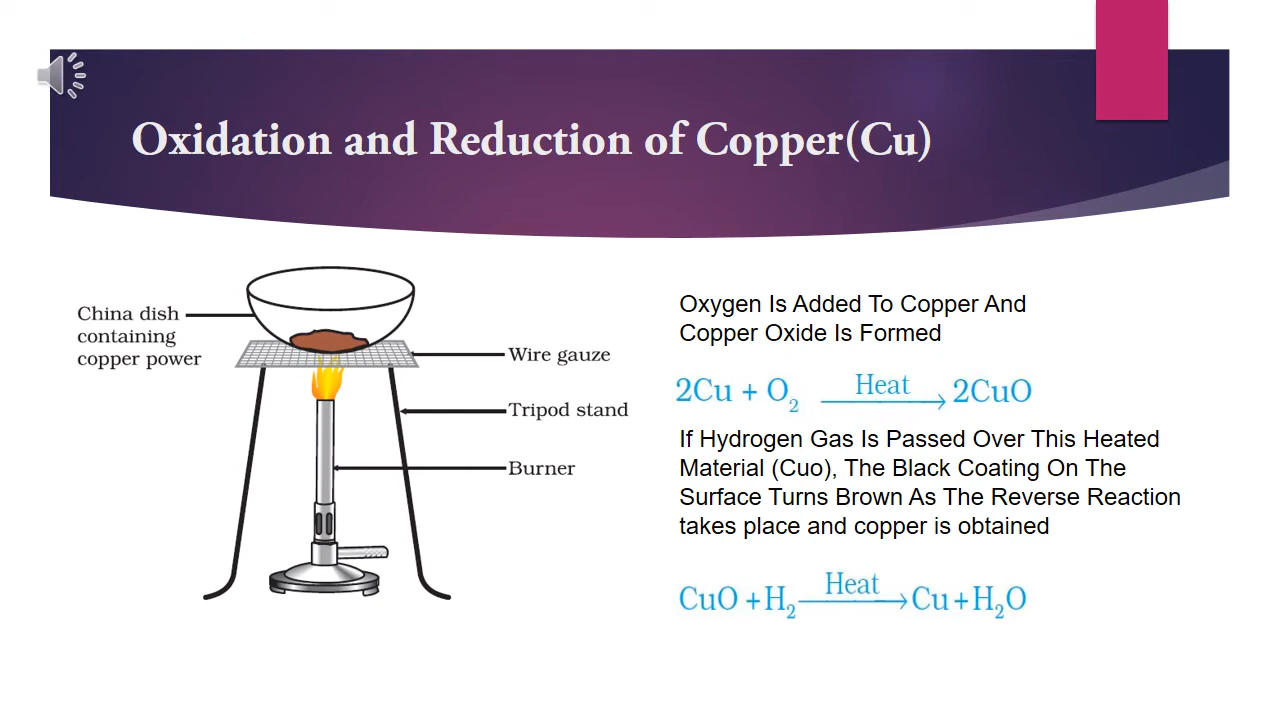 Oxidation and Reduction of Copper(Cu)
China dish
containing
copper power
Wire gauze
Tripod stand
Burner
Oxygen Is Added To Copper And
Copper Oxide Is Formed
2Cu + O₂ Heat → 2CuO
If Hydrogen Gas Is Passed Over This Heated
Material (Cuo), The Black Coating On The
Surface Turns Brown As The Reverse Reaction
takes place and copper is obtained
CuO + H₂ Heat → Cu + H₂O